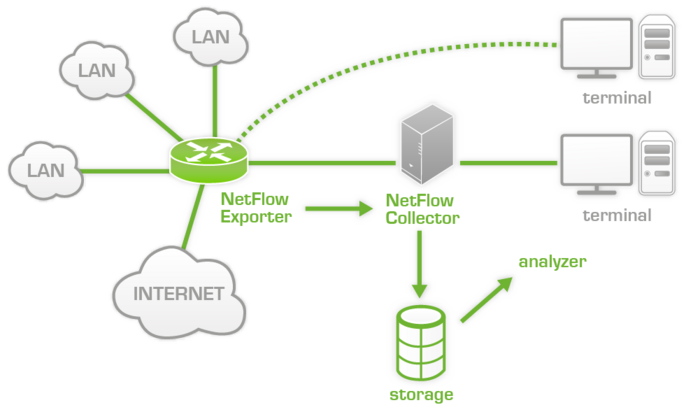 LAN
LAN
LAN
INTERNET
NetFlow
Exporter
NetFlow
Collector
terminal
terminal
analyzer
storage